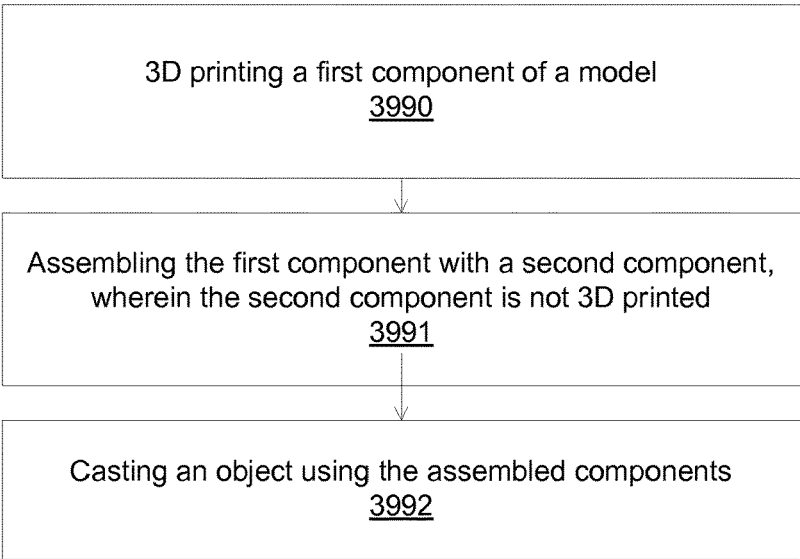 3D printing a first component of a model
3990
Assembling the first component with a second component,
wherein the second component is not 3D printed
3991
Casting an object using the assembled components
3992